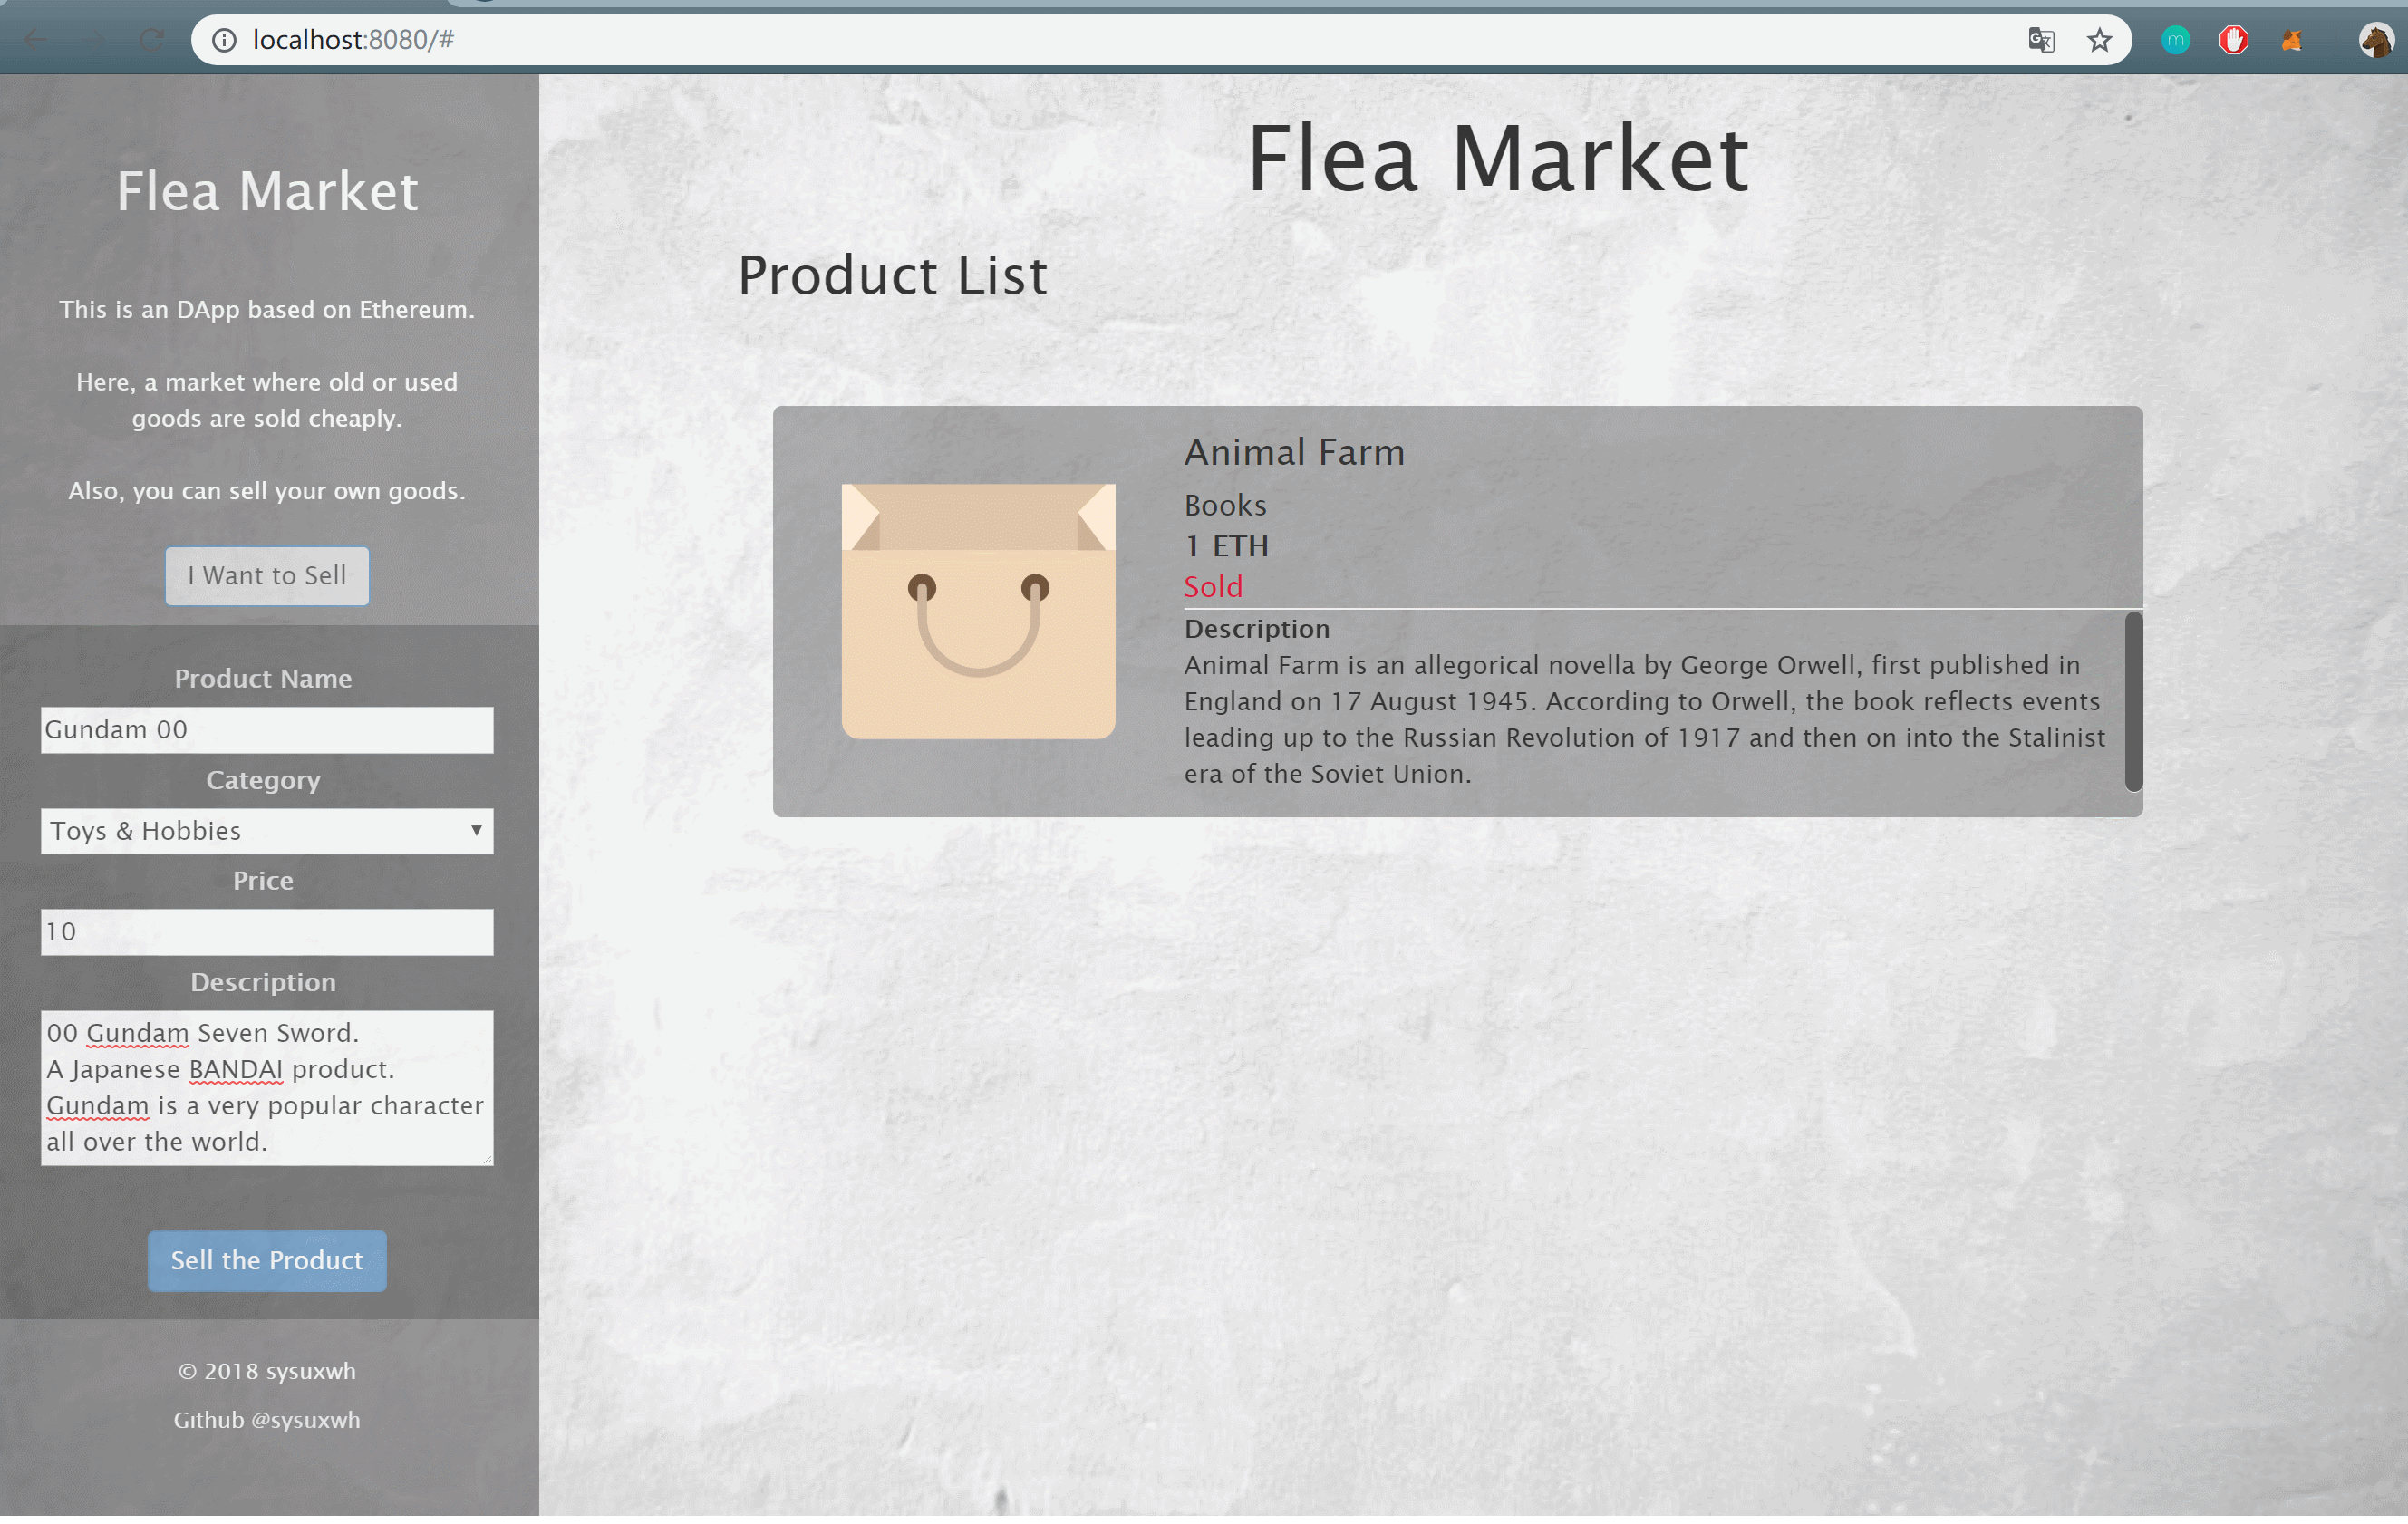 localhost:8080/#
Flea Market
This is an DApp based on Ethereum.
Here, a market where old or used
goods are sold cheaply.
Also, you can sell your own goods.
I Want to Sell
Product Name
Gundam 00
Category
Toys & Hobbies
Price
10
Description
00 Gundam Seven Sword.
A Japanese BANDAI product.
Gundam is a very popular character
all over the world.
Sell the Product
© 2018 sysuxwh
Github @sysuxwh
Flea Market
Product List
Animal Farm
Books
1 ETH
Sold
Description
Animal Farm is an allegorical novella by George Orwell, first published in
England on 17 August 1945. According to Orwell, the book reflects events
leading up to the Russian Revolution of 1917 and then on into the Stalinist
era of the Soviet Union.